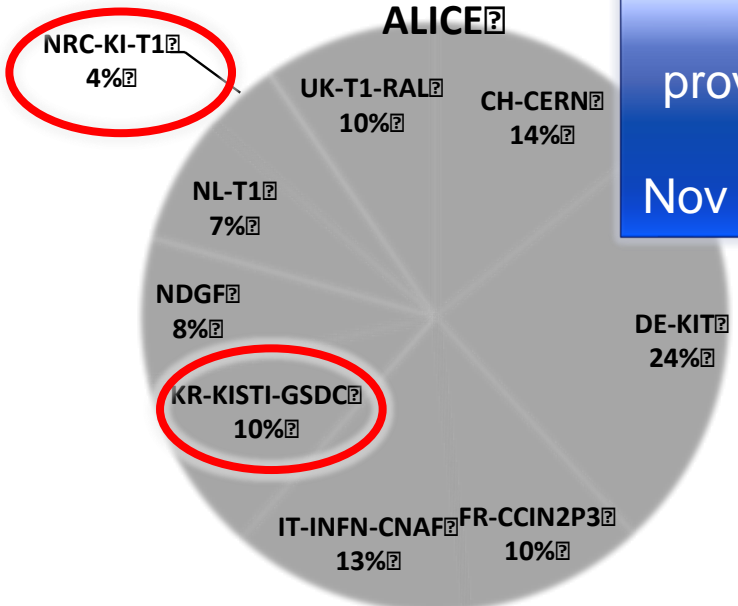 ALICE
NRC-KI-T1
4%
UK-T1-RAL
10%
CH-CERN
14%
prov
Nov
NL-T1
7%
NDGF
8%
DE-KIT
24%
KR-KISTI-GSDC
10%
IT-INFN-CNAF
13%
FR-CCIN2P3
10%